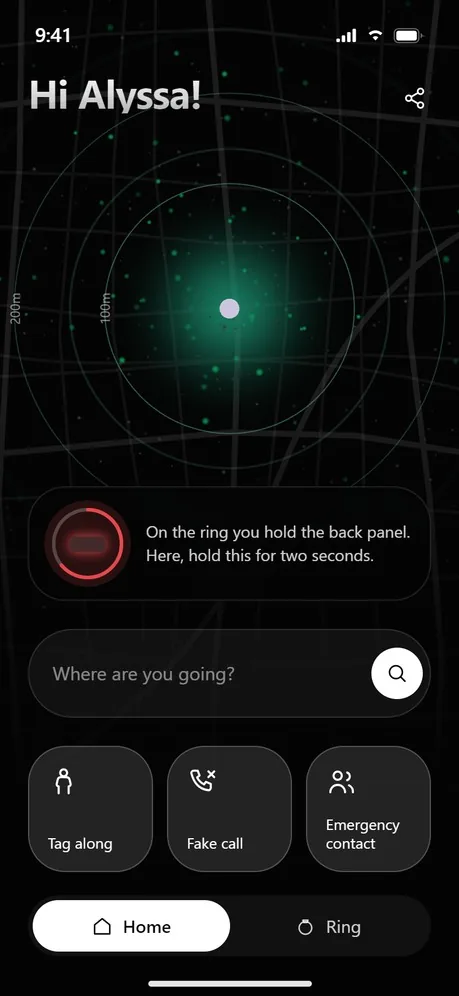 9:41
Hi Alyssa!
200m
100m
On the ring you hold the back panel.
Here, hold this for two seconds.
Where are you going?
Tag along
Fake call
Emergency
contact
Home
Ring